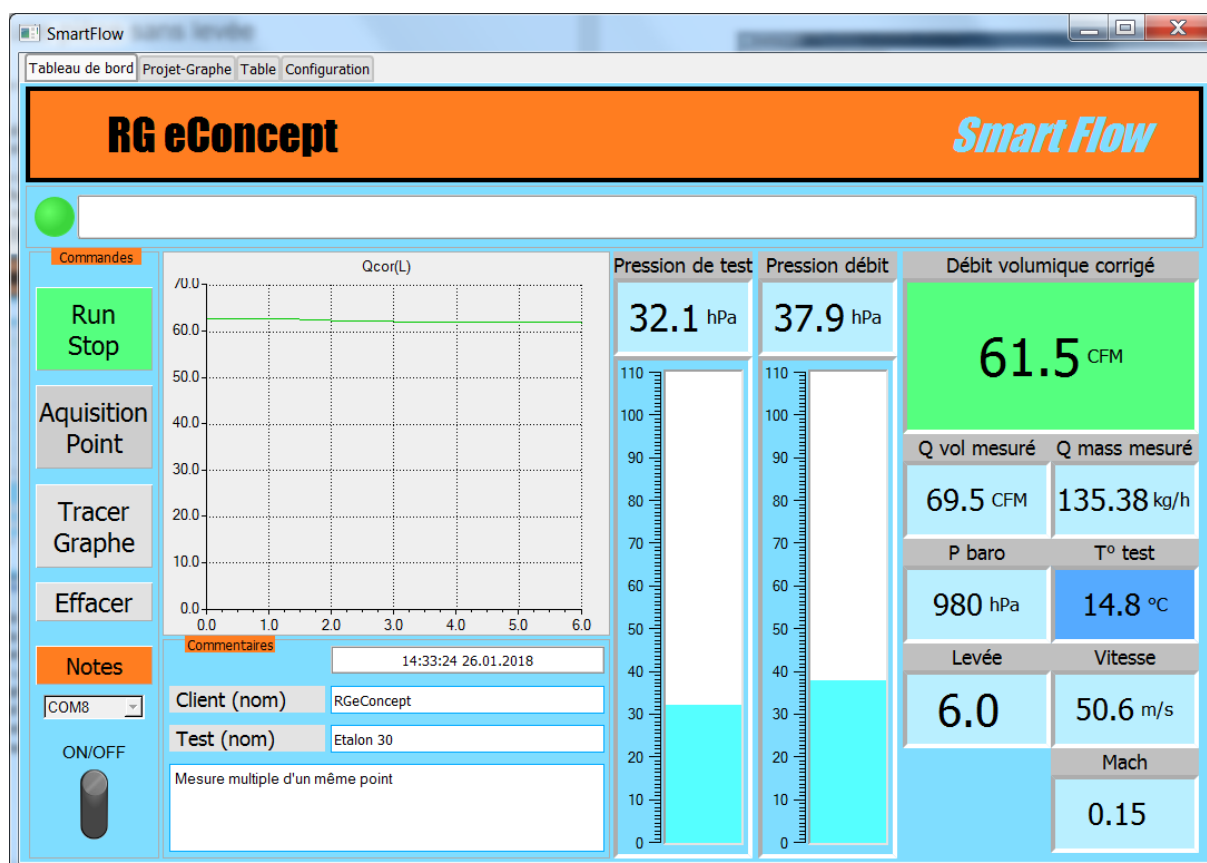 SmartFlow
Tableau de bord Projet-Graphe Table Configuration
RG eConcept
Smart Flow
Commandes
Run
Stop
Aquisition
Point
Tracer
Graphe
Effacer
Notes
COM8
ON/OFF
Qcor(L)
70.0
60.0
50.0
40.0
30.0
20.0
10.0
0.0
0.0 1.0 2.0 3.0 4.0 5.0 6.0
Commentaires
14:33:24 26.01.2018
Client (nom) RGeConcept
Test (nom) Etalon 30
Mesure multiple d'un même point
Pression de test
32.1 hPa
110
100
90
80
70
60
50
40
30
20
10
0
Pression débit
37.9 hPa
110
100
90
80
70
60
50
40
30
20
10
0
Débit volumique corrigé
61.5 CFM
Q vol mesuré Q mass mesuré
69.5 CFM 135.38 kg/h
P baro T° test
980 hPa 14.8 °C
Levée Vitesse
6.0 50.6 m/s
Mach
0.15